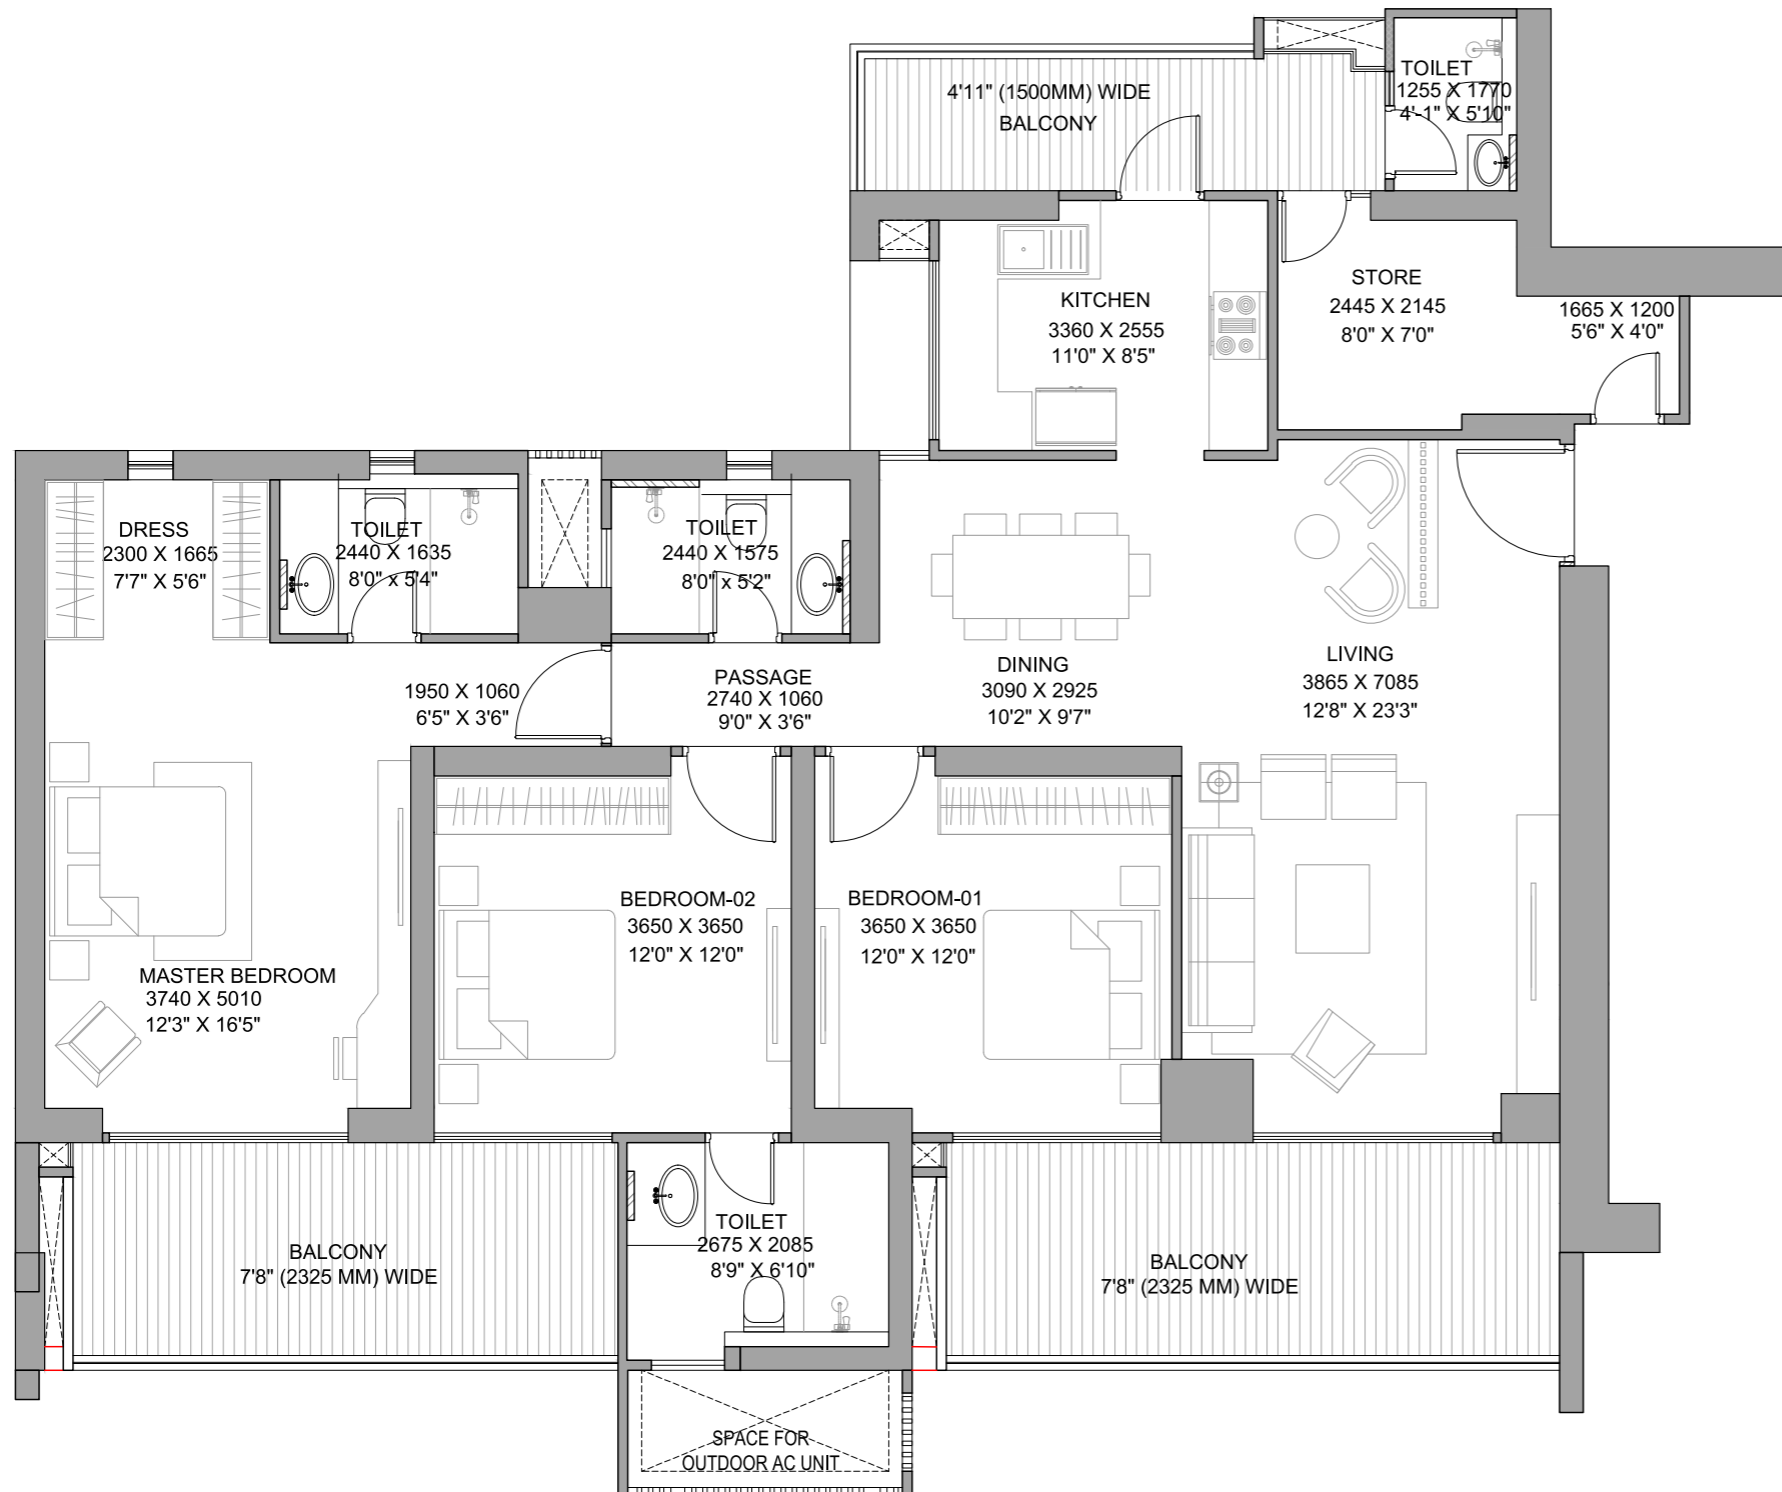 4'11" (1500MM) WIDE
BALCONY
TOILET
1255 X 1770
4'-1" X 5'10"
KITCHEN
3360 X 2555
11'0" X 8'5"
STORE
2445 X 2145
8'0" X 7'0"
1665 X 1200
5'6" X 4'0"
DRESS
2300 X 1665
7'7" X 5'6"
TOILET
2440 X 1635
8'0" x 5'4"
TOILET
2440 X 1575
8'0" x 5'2"
1950 X 1060
6'5" X 3'6"
PASSAGE
2740 X 1060
9'0" X 3'6"
DINING
3090 X 2925
10'2" X 9'7"
LIVING
3865 X 7085
12'8" X 23'3"
MASTER BEDROOM
3740 X 5010
12'3" X 16'5"
BEDROOM-02
3650 X 3650
12'0" X 12'0"
BEDROOM-01
3650 X 3650
12'0" X 12'0"
BALCONY
7'8" (2325 MM) WIDE
TOILET
2675 X 2085
8'9" X 6'10"
BALCONY
7'8" (2325 MM) WIDE
SPACE FOR
OUTDOOR AC UNIT